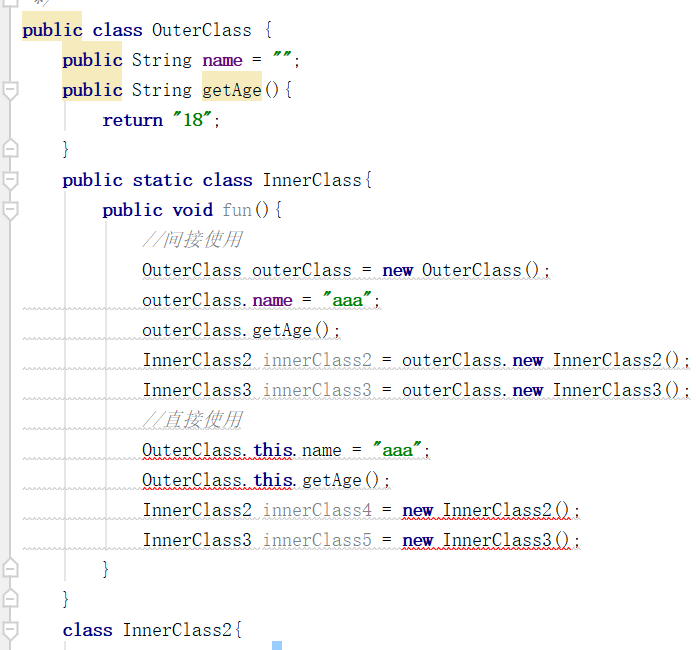 */
public class OuterClass {
public String name = "";
public String getAge(){
return "18";
}
public static class InnerClass{
public void fun(){
//间接使用
OuterClass outerClass = new OuterClass();
outerClass.name = "aaa";
outerClass.getAge();
InnerClass2 innerClass2 = outerClass.new InnerClass2();
InnerClass3 innerClass3 = outerClass.new InnerClass3();
//直接使用
OuterClass.this.name = "aaa";
OuterClass.this.getAge();
InnerClass2 innerClass4 = new InnerClass2();
InnerClass3 innerClass5 = new InnerClass3();
}
}
class InnerClass2{